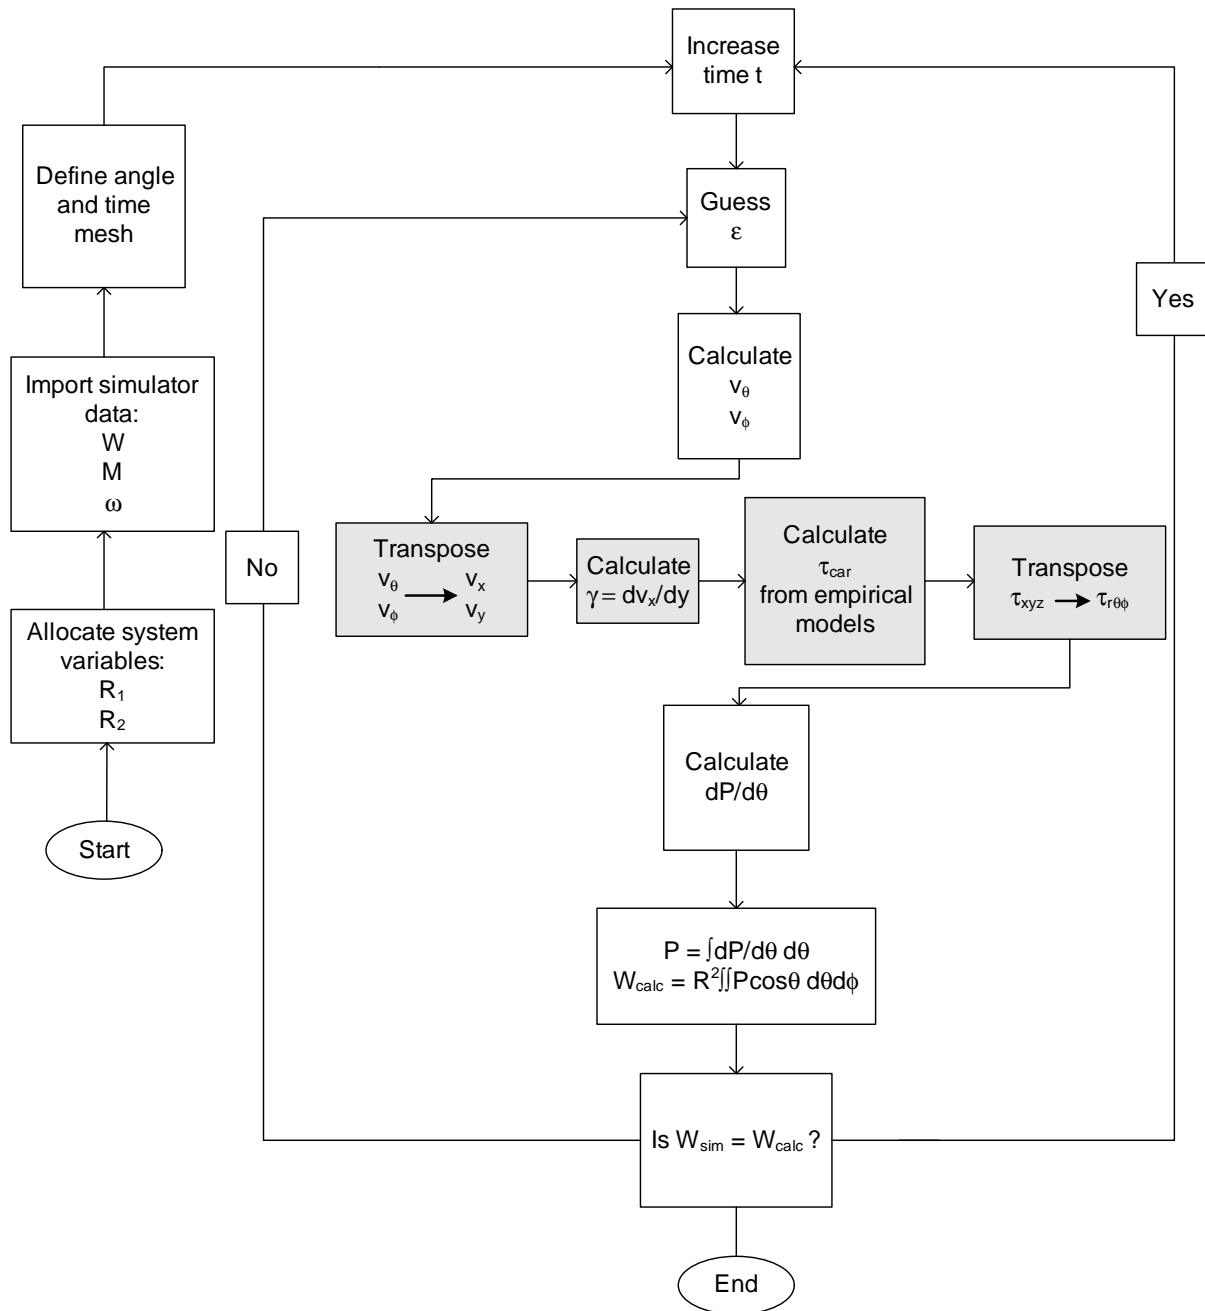 Start
Allocate system
variables:
R₁
R₂
Import simulator
data:
W
M
ω
Define angle
and time
mesh
Increase
time t
Guess
ε
Calculate
v_θ
v_ϕ
Transpose
v_θ → v_x
v_ϕ v_y
Calculate
γ = dv_x/dy
Calculate
τ_car
from empirical
models
Transpose
τ_xyz → τ_rθϕ
Calculate
dP/dθ
P = ∫dP/dθ dθ
W_calc = R²∫∫Pcosθ dθdϕ
Is W_sim = W_calc ?
No
Yes
End